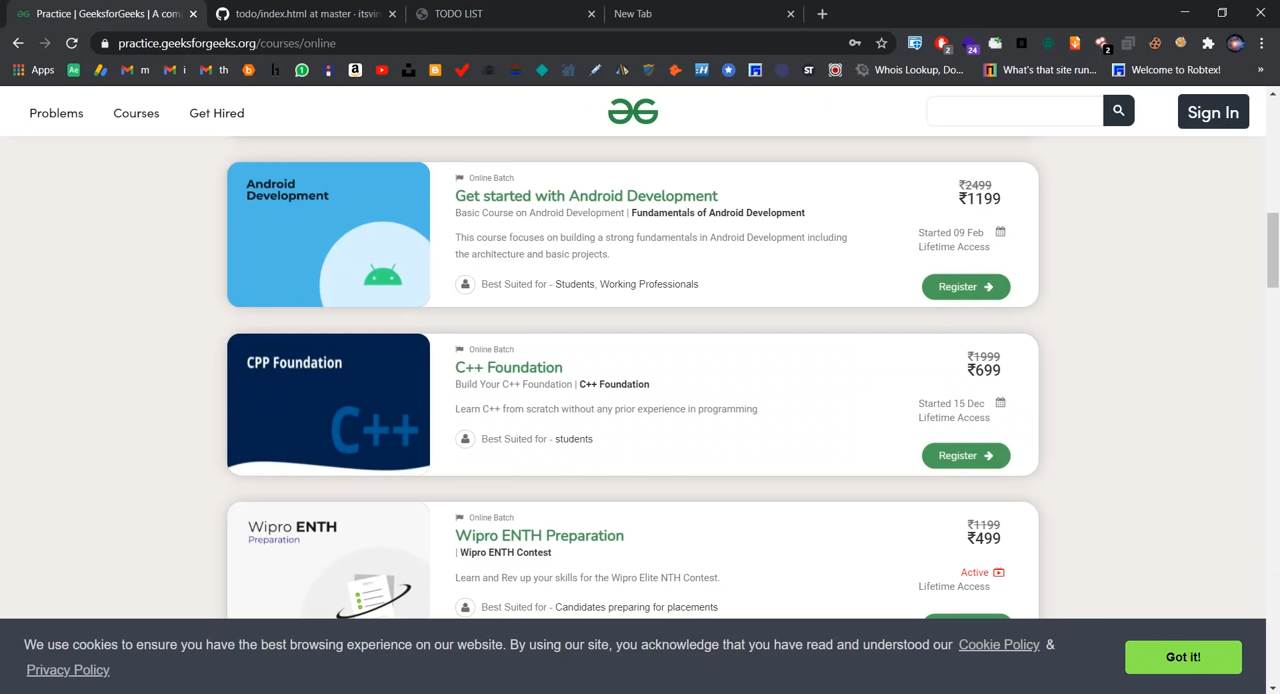 Practice | GeeksforGeeks | A com
todo/index.html at master · itsvin
TODO LIST
New Tab
practice.geeksforgeeks.org/courses/online
2
24
2
Apps
m
i
th
Whois Lookup, Do...
What's that site run...
Welcome to Robtex!
»
Problems
Courses
Get Hired
Sign In
Android
Development
Online Batch
Get started with Android Development
Basic Course on Android Development | Fundamentals of Android Development
This course focuses on building a strong fundamentals in Android Development including
the architecture and basic projects.
Best Suited for - Students, Working Professionals
₹2499
₹1199
Started 09 Feb
Lifetime Access
Register
CPP Foundation
C++
Online Batch
C++ Foundation
Build Your C++ Foundation | C++ Foundation
Learn C++ from scratch without any prior experience in programming
Best Suited for - students
₹1999
₹699
Started 15 Dec
Lifetime Access
Register
Wipro ENTH
Preparation
Online Batch
Wipro ENTH Preparation
| Wipro ENTH Contest
Learn and Rev up your skills for the Wipro Elite NTH Contest.
Best Suited for - Candidates preparing for placements
₹1199
₹499
Active
Lifetime Access
We use cookies to ensure you have the best browsing experience on our website. By using our site, you acknowledge that you have read and understood our Cookie Policy &
Privacy Policy
Got it!